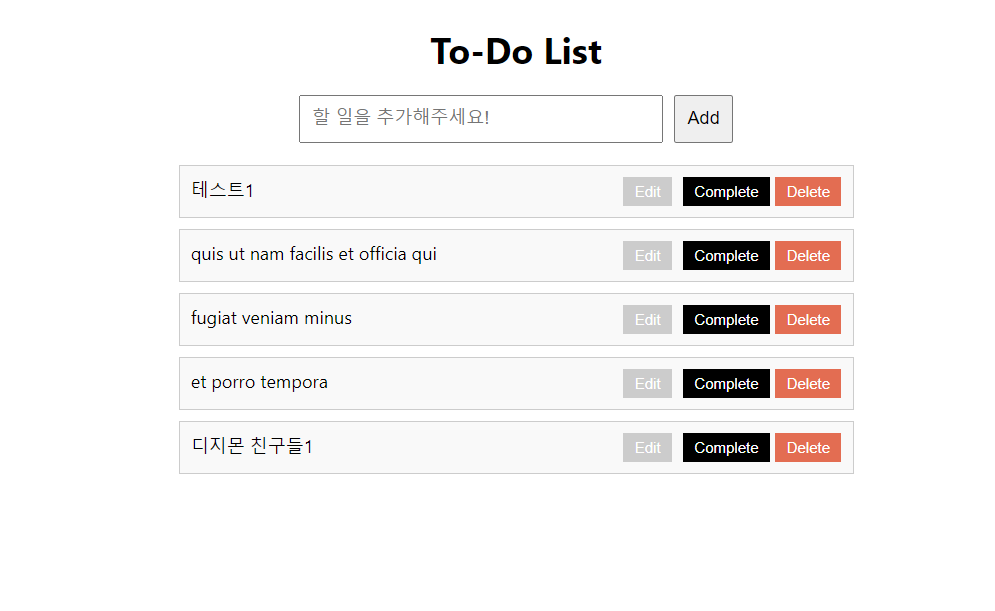 To-Do List
할 일을 추가해주세요! Add
테스트1 Edit Complete Delete
quis ut nam facilis et officia qui Edit Complete Delete
fugiat veniam minus Edit Complete Delete
et porro tempora Edit Complete Delete
디지몬 친구들1 Edit Complete Delete